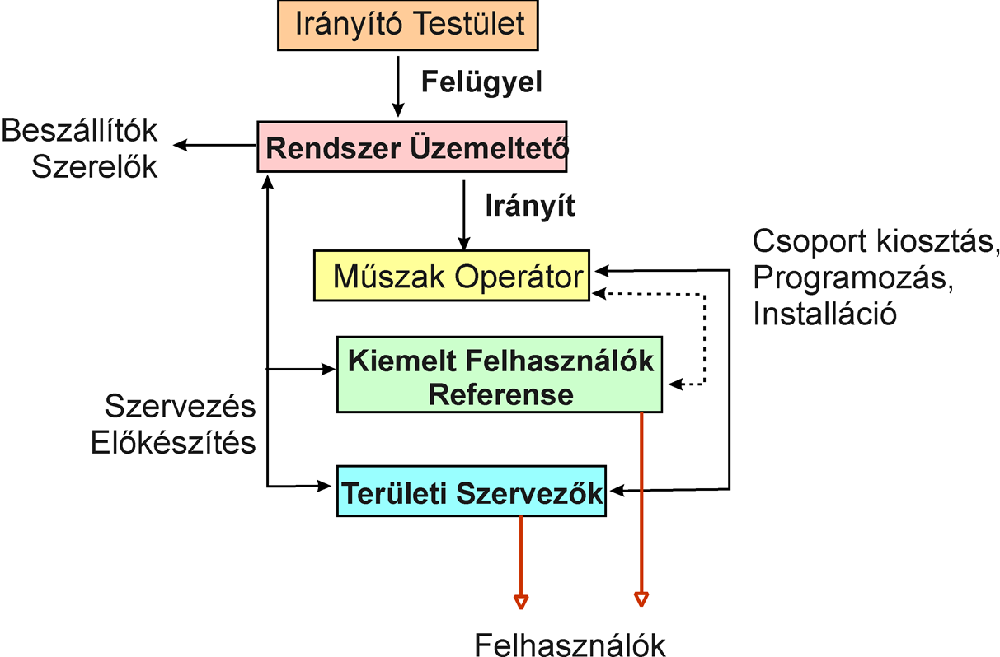 Irányító Testület
Felügyel
Beszállítók
Szerelők
Rendszer Üzemeltető
Irányít
Csoport kiosztás,
Programozás,
Installáció
Műszak Operátor
Kiemelt Felhasználók
Referense
Szervezés
Előkészítés
Területi Szervezők
Felhasználók